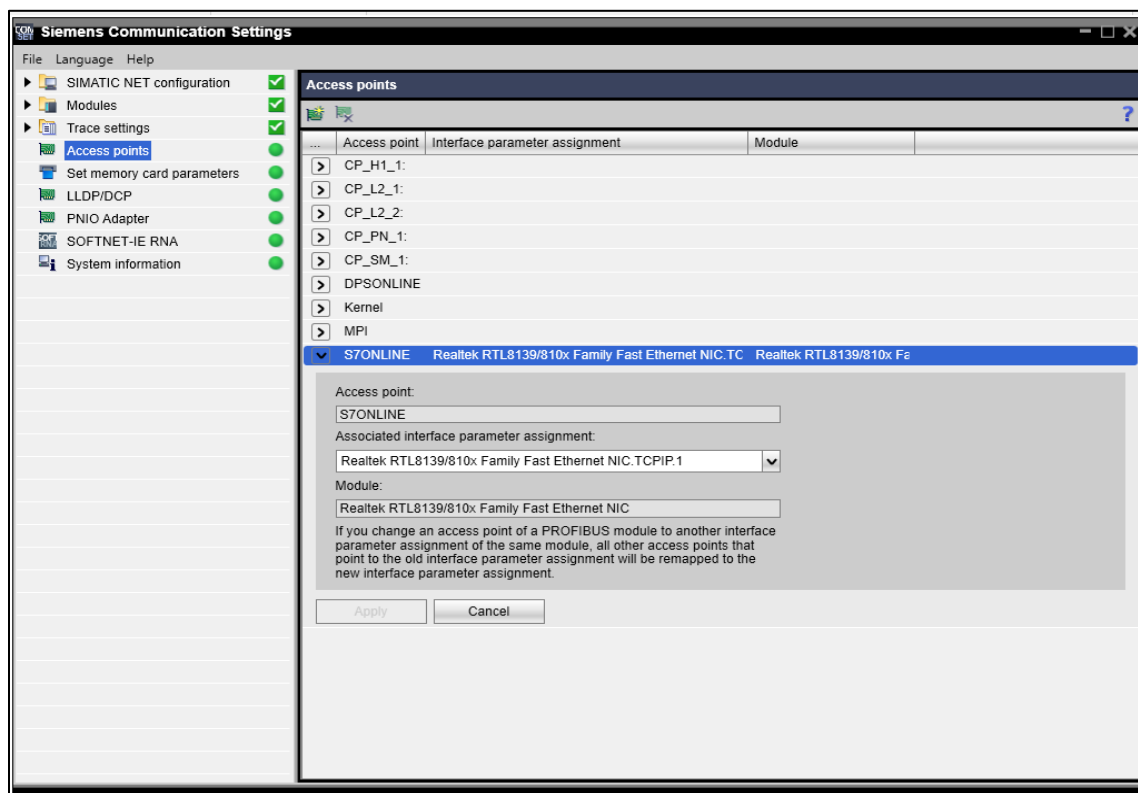 Siemens Communication Settings
File Language Help
SIMATIC NET configuration
Modules
Trace settings
Access points
Set memory card parameters
LLDP/DCP
PNIO Adapter
SOFTNET-IE RNA
System information
Access points
?
... Access point Interface parameter assignment Module
CP_H1_1:
CP_L2_1:
CP_L2_2:
CP_PN_1:
CP_SM_1:
DPSONLINE
Kernel
MPI
S7ONLINE Realtek RTL8139/810x Family Fast Ethernet NIC.TC Realtek RTL8139/810x Fa
Access point:
S7ONLINE
Associated interface parameter assignment:
Realtek RTL8139/810x Family Fast Ethernet NIC.TCPIP.1
Module:
Realtek RTL8139/810x Family Fast Ethernet NIC
If you change an access point of a PROFIBUS module to another interface
parameter assignment of the same module, all other access points that
point to the old interface parameter assignment will be remapped to the
new interface parameter assignment.
Apply Cancel